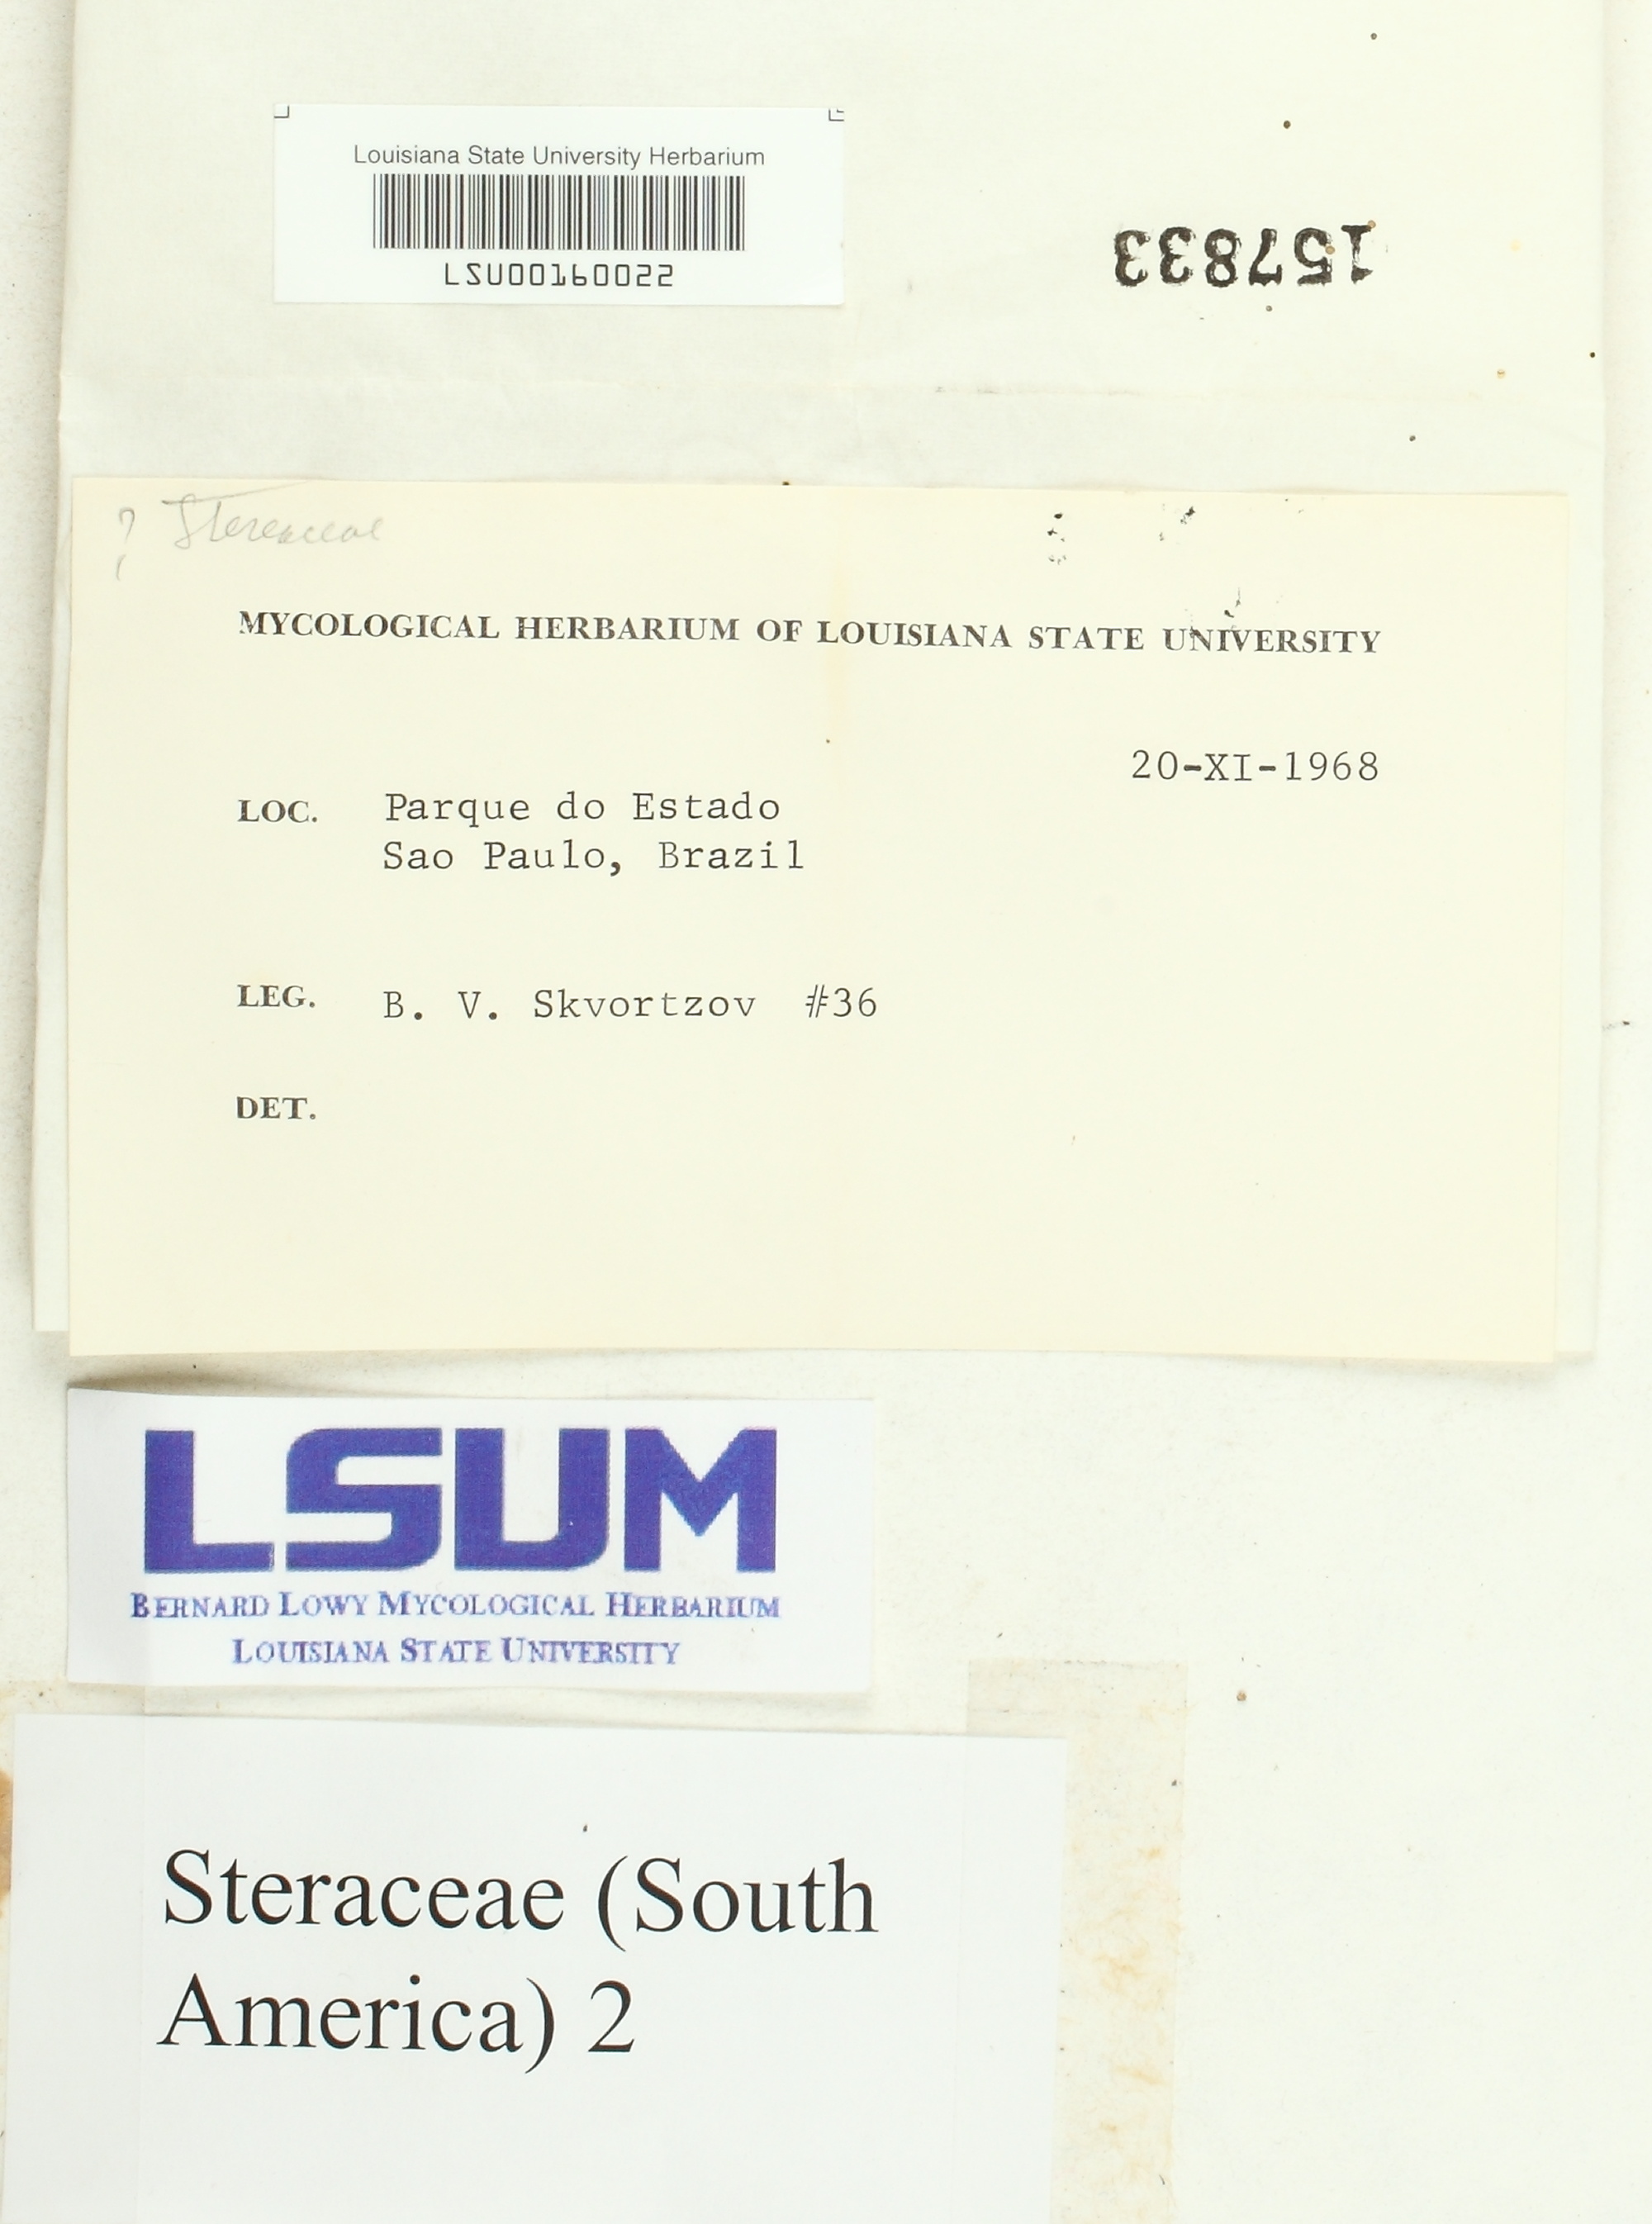 Louisiana State University Herbarium
LSU00160022
157833
? Stereaceae
MYCOLOGICAL HERBARIUM OF LOUISIANA STATE UNIVERSITY
20-XI-1968
LOC. Parque do Estado
Sao Paulo, Brazil
LEG. B. V. Skvortzov #36
DET.
LSUM
BERNARD LOWY MYCOLOGICAL HERBARIUM
LOUISIANA STATE UNIVERSITY
Steraceae (South
America) 2